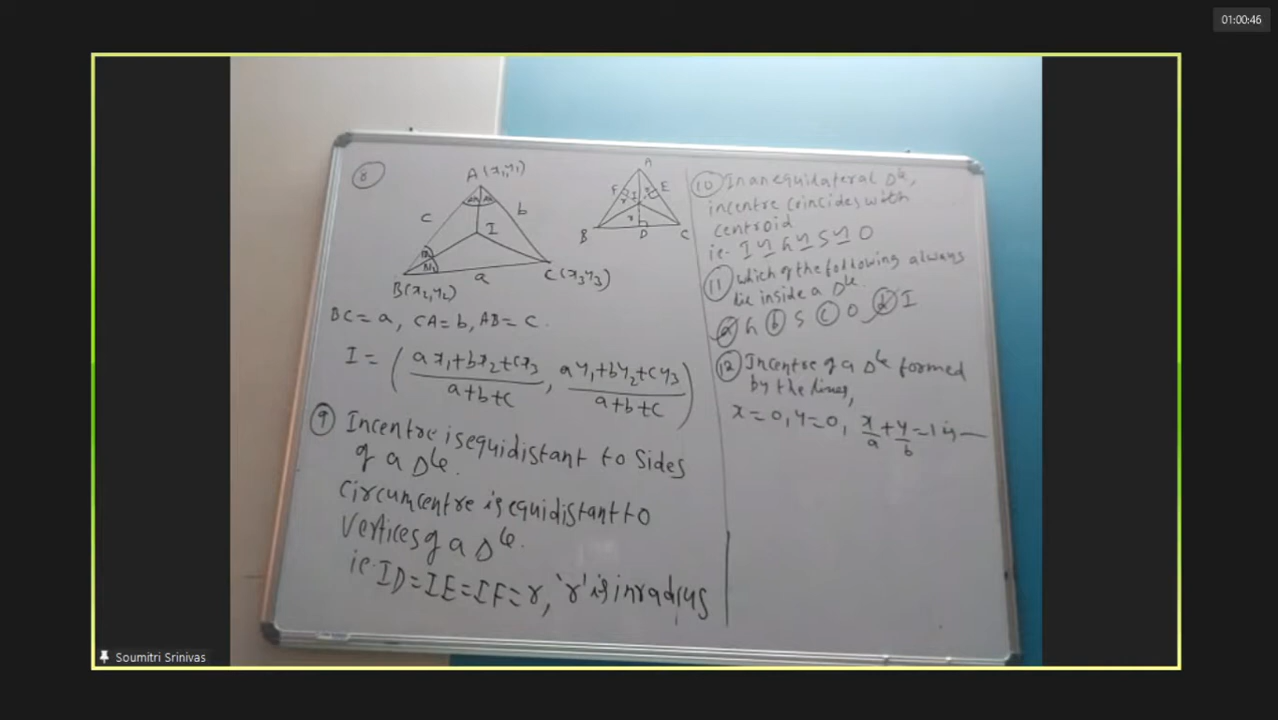 01:00:46
8
A (x1,y1)
c
b
I
B(x2,y2)
a
C (x3,y3)
A
F
E
I
r
r
r
B
D
C
BC = a, CA = b, AB = c.
I = ( ax1+bx2+cx3 / a+b+c , ay1+by2+cy3 / a+b+c )
9 Incentre is equidistant to sides
of a Δle.
Circumcentre is equidistant to
vertices of a Δle.
ie. ID = IE = IF = r, 'r' is inradius
10 In an equilateral Δle,
incentre coincides with
centroid
ie. I ≌ G ≌ S ≌ O
11 which of the following always
lie inside a Δle.
a G b S c O d I
12 Incentre of a Δle formed
by the lines,
x=0, y=0, x/a + y/b = 1 is —
Soumitri Srinivas